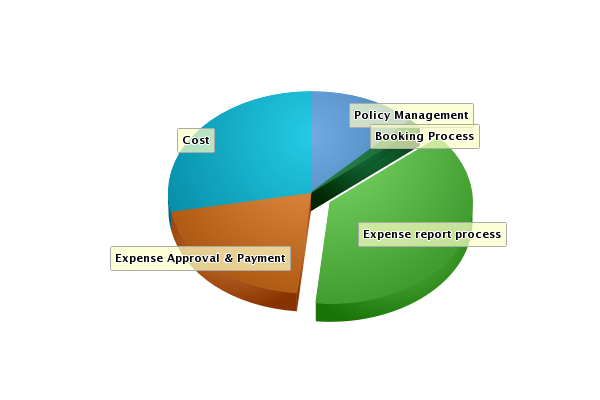 Policy Management
Booking Process
Cost
Expense report process
Expense Approval & Payment